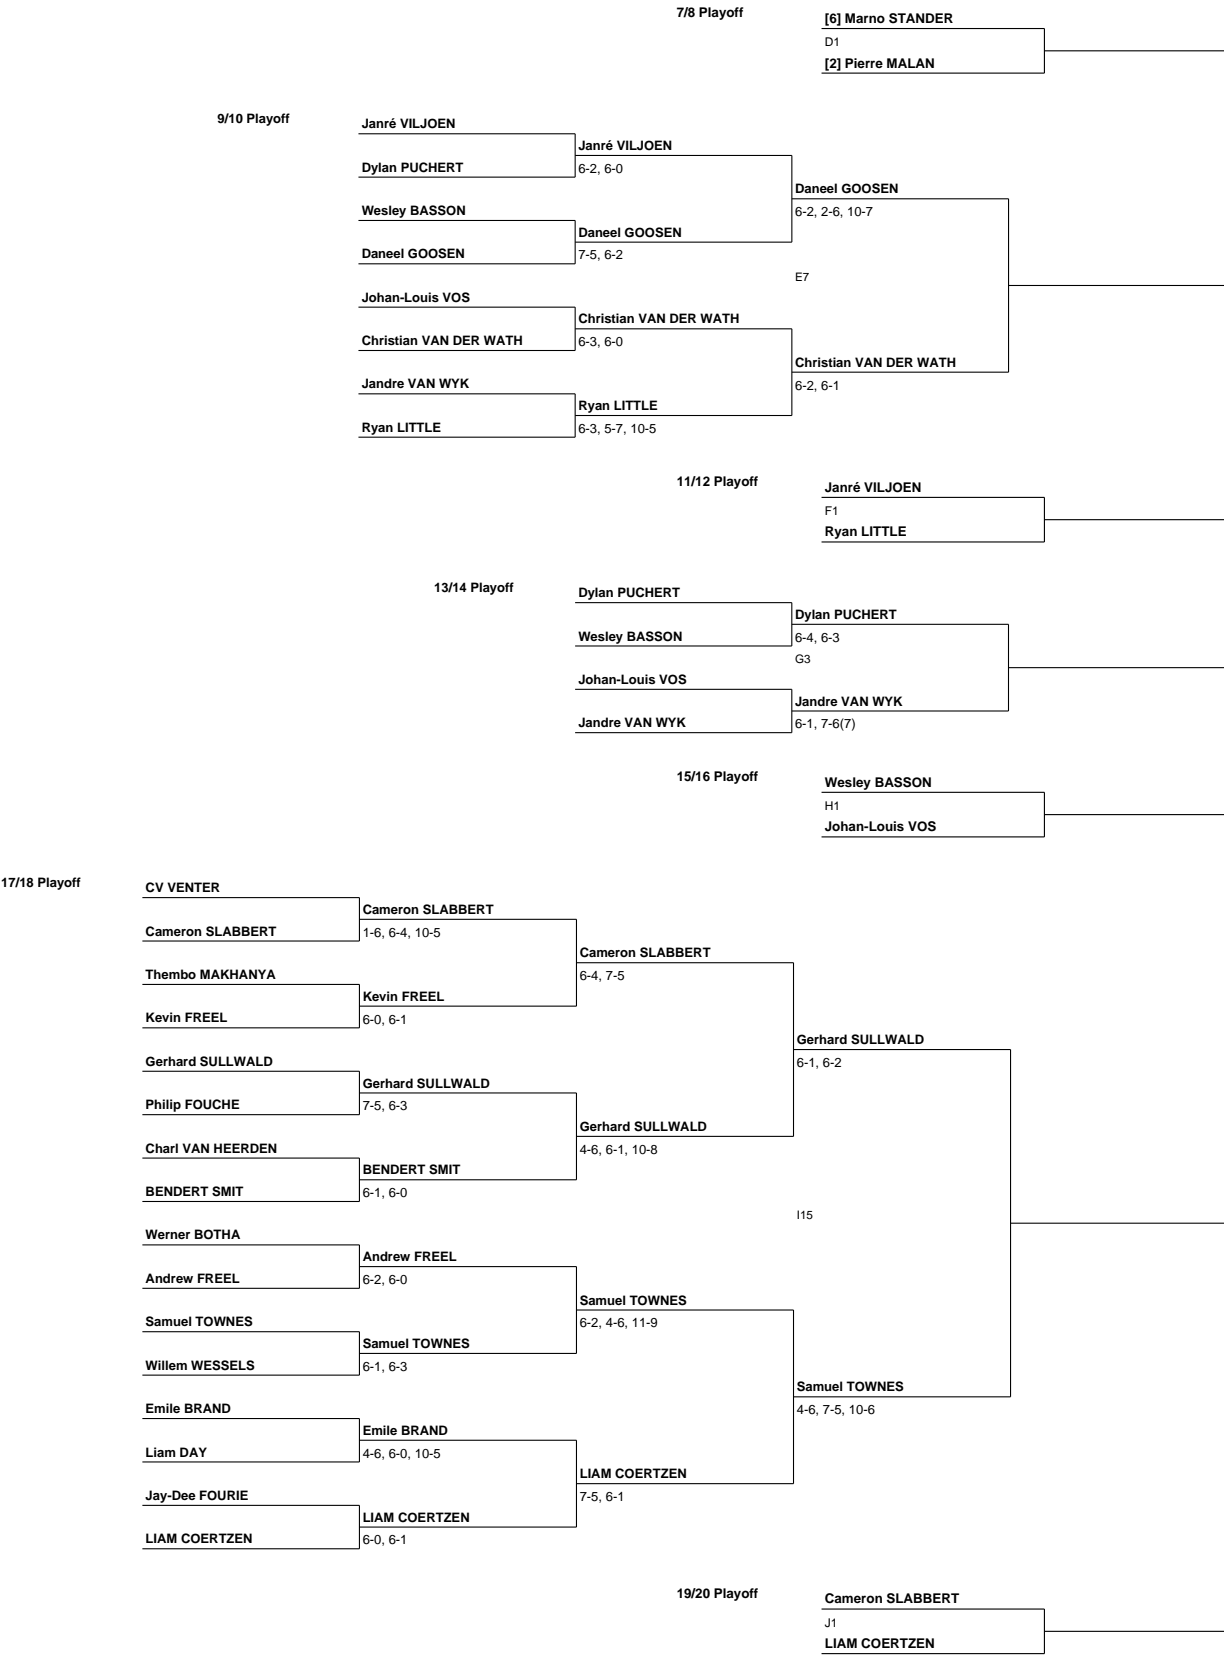 7/8 Playoff
[6] Marno STANDER
D1
[2] Pierre MALAN
9/10 Playoff
Janré VILJOEN
Janré VILJOEN
Dylan PUCHERT
6-2, 6-0
Daneel GOOSEN
Wesley BASSON
6-2, 2-6, 10-7
Daneel GOOSEN
Daneel GOOSEN
7-5, 6-2
E7
Johan-Louis VOS
Christian VAN DER WATH
Christian VAN DER WATH
6-3, 6-0
Christian VAN DER WATH
Jandre VAN WYK
6-2, 6-1
Ryan LITTLE
Ryan LITTLE
6-3, 5-7, 10-5
11/12 Playoff
Janré VILJOEN
F1
Ryan LITTLE
13/14 Playoff
Dylan PUCHERT
Dylan PUCHERT
Wesley BASSON
6-4, 6-3
G3
Johan-Louis VOS
Jandre VAN WYK
Jandre VAN WYK
6-1, 7-6(7)
15/16 Playoff
Wesley BASSON
H1
Johan-Louis VOS
17/18 Playoff
CV VENTER
Cameron SLABBERT
Cameron SLABBERT
1-6, 6-4, 10-5
Cameron SLABBERT
Thembo MAKHANYA
6-4, 7-5
Kevin FREEL
Kevin FREEL
6-0, 6-1
Gerhard SULLWALD
Gerhard SULLWALD
6-1, 6-2
Gerhard SULLWALD
Philip FOUCHE
7-5, 6-3
Gerhard SULLWALD
Charl VAN HEERDEN
4-6, 6-1, 10-8
BENDERT SMIT
BENDERT SMIT
6-1, 6-0
I15
Werner BOTHA
Andrew FREEL
Andrew FREEL
6-2, 6-0
Samuel TOWNES
Samuel TOWNES
6-2, 4-6, 11-9
Samuel TOWNES
Willem WESSELS
6-1, 6-3
Samuel TOWNES
Emile BRAND
4-6, 7-5, 10-6
Emile BRAND
Liam DAY
4-6, 6-0, 10-5
LIAM COERTZEN
Jay-Dee FOURIE
7-5, 6-1
LIAM COERTZEN
LIAM COERTZEN
6-0, 6-1
19/20 Playoff
Cameron SLABBERT
J1
LIAM COERTZEN